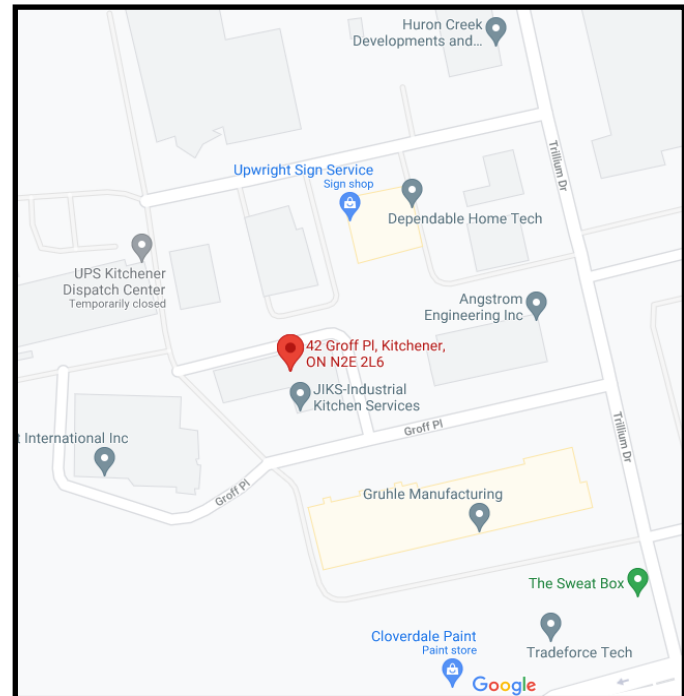 Huron Creek
Developments and...
Trillium Dr
Upwright Sign Service
Sign shop
Dependable Home Tech
UPS Kitchener
Dispatch Center
Temporarily closed
Angstrom
Engineering Inc
42 Groff Pl, Kitchener,
ON N2E 2L6
JIKS-Industrial
Kitchen Services
Groff Pl
Trillium Dr
t International Inc
Groff Pl
Gruhle Manufacturing
The Sweat Box
Cloverdale Paint
Paint store
Tradeforce Tech
Google